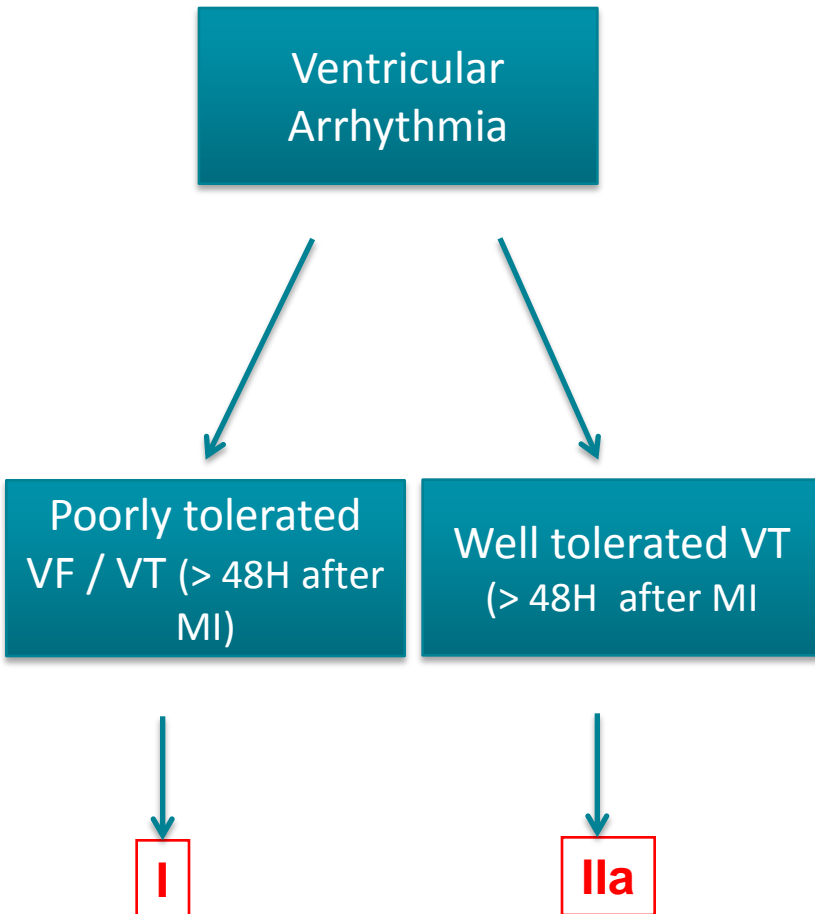 Ventricular
Arrhythmia
Poorly tolerated
VF / VT (> 48H after
MI)
Well tolerated VT
(> 48H  after MI
I
IIa